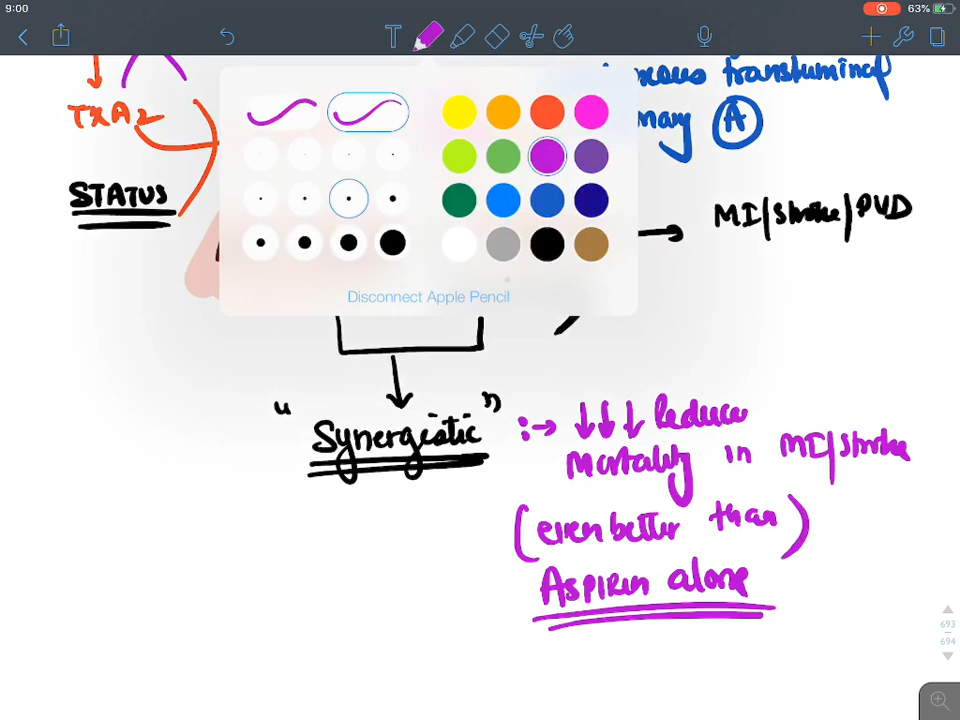 9:00
63%
T
TXA2
transluminal
A
STATUS
MI/Stroke/PVD
Disconnect Apple Pencil
"Synergistic"
:→ ↓↓↓ Reduce
Mortality in MI/Stroke
(even better than)
Aspirin alone
693
694